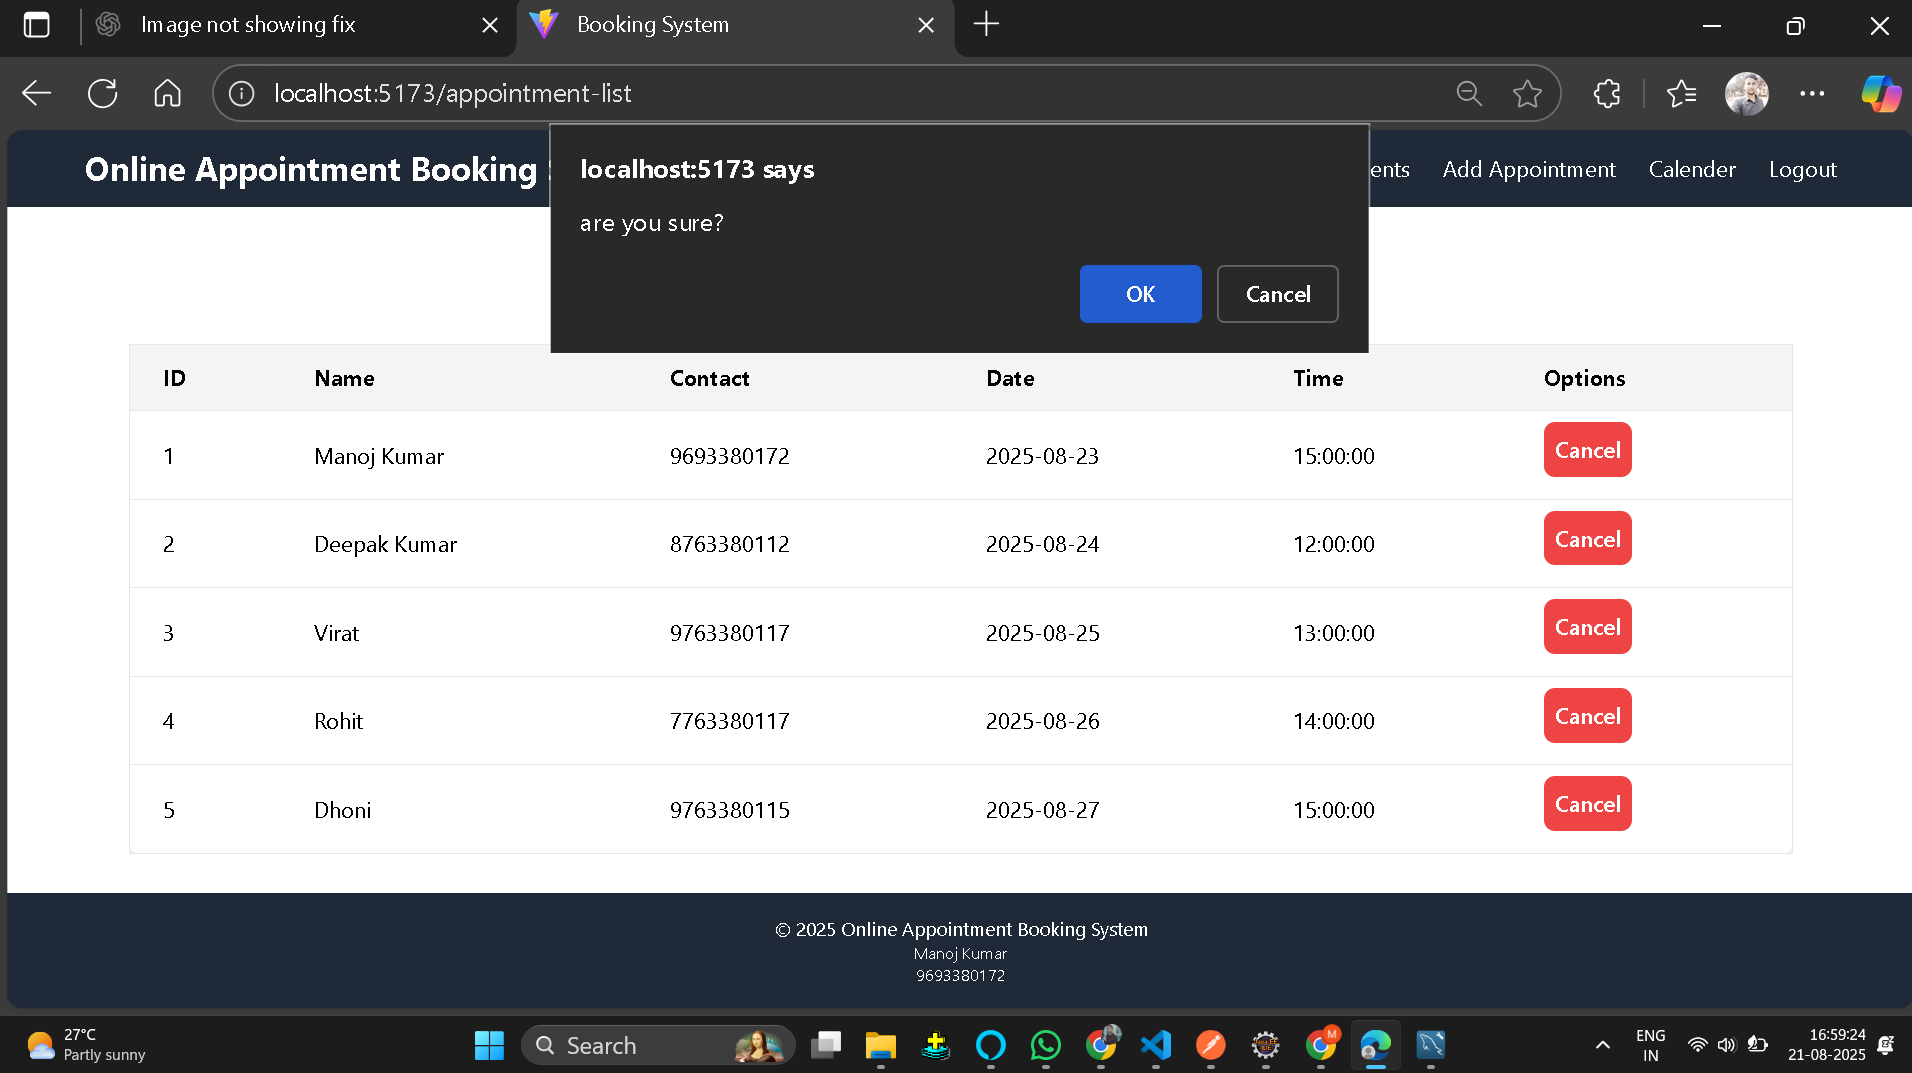 Image not showing fix
Booking System
localhost:5173/appointment-list
Online Appointment Booking
ents Add Appointment Calender Logout
localhost:5173 says
are you sure?
OK Cancel
ID Name Contact Date Time Options
1 Manoj Kumar 9693380172 2025-08-23 15:00:00 Cancel
2 Deepak Kumar 8763380112 2025-08-24 12:00:00 Cancel
3 Virat 9763380117 2025-08-25 13:00:00 Cancel
4 Rohit 7763380117 2025-08-26 14:00:00 Cancel
5 Dhoni 9763380115 2025-08-27 15:00:00 Cancel
© 2025 Online Appointment Booking System
Manoj Kumar
9693380172
27°C
Partly sunny
Search
M
ENG
IN
16:59:24
21-08-2025